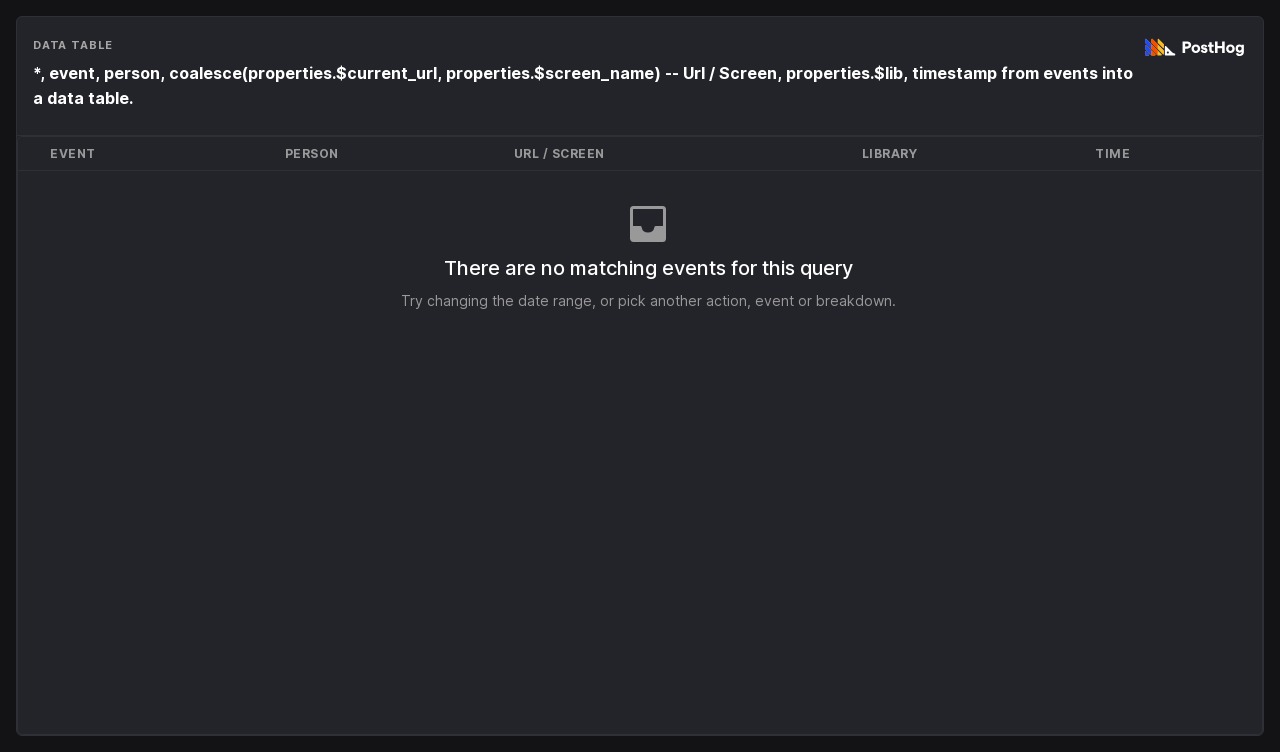 DATA TABLE
PostHog
*, event, person, coalesce(properties.$current_url, properties.$screen_name) -- Url / Screen, properties.$lib, timestamp from events into
a data table.
EVENT PERSON URL / SCREEN LIBRARY TIME
There are no matching events for this query
Try changing the date range, or pick another action, event or breakdown.